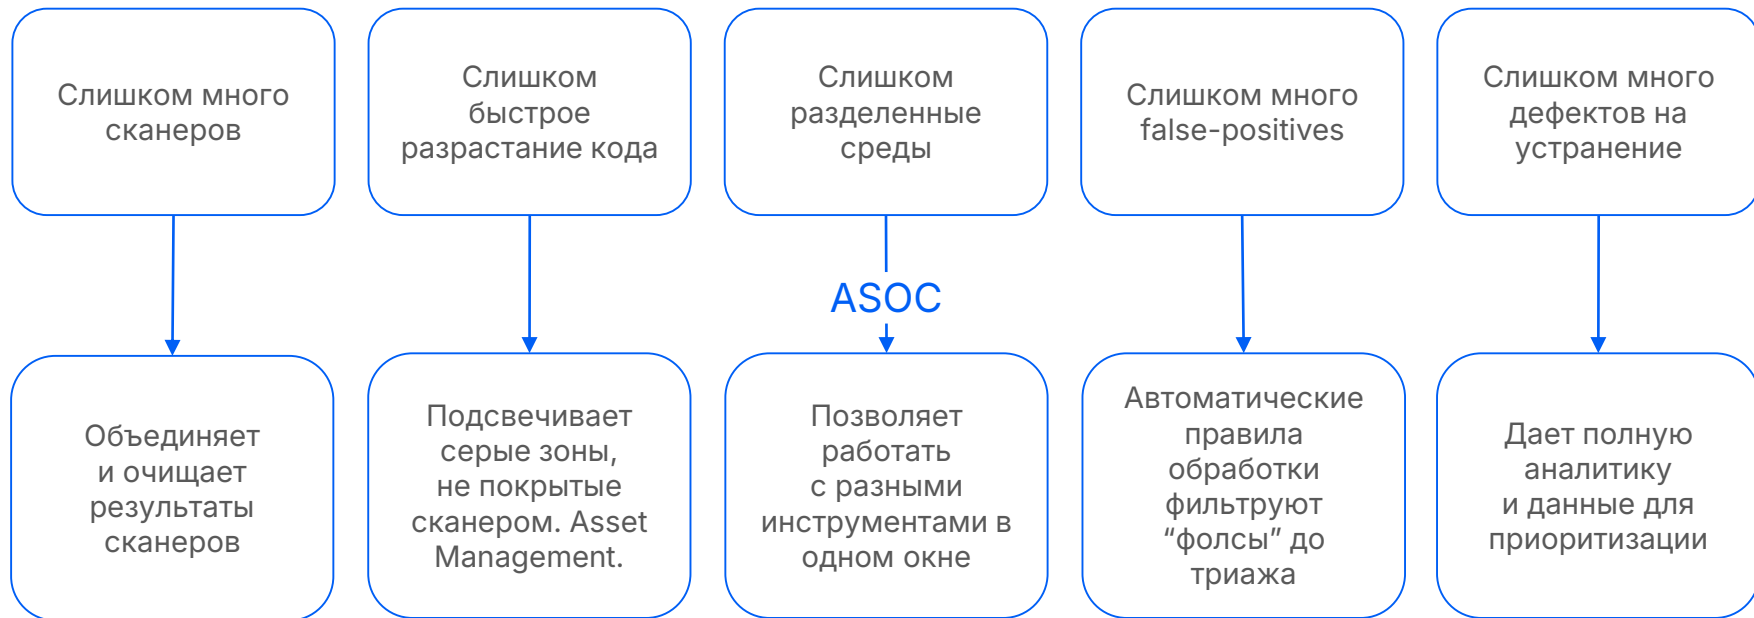 Слишком много
сканеров
Слишком
быстрое
разрастание кода
Слишком
разделенные
среды
Слишком много
false-positives
Слишком много
дефектов на
устранение
ASOC
Объединяет
и очищает
результаты
сканеров
Подсвечивает
серые зоны,
не покрытые
сканером. Asset
Management.
Позволяет
работать
с разными
инструментами в
одном окне
Автоматические
правила
обработки
фильтруют
“фолсы” до
триажа
Дает полную
аналитику
и данные для
приоритизации